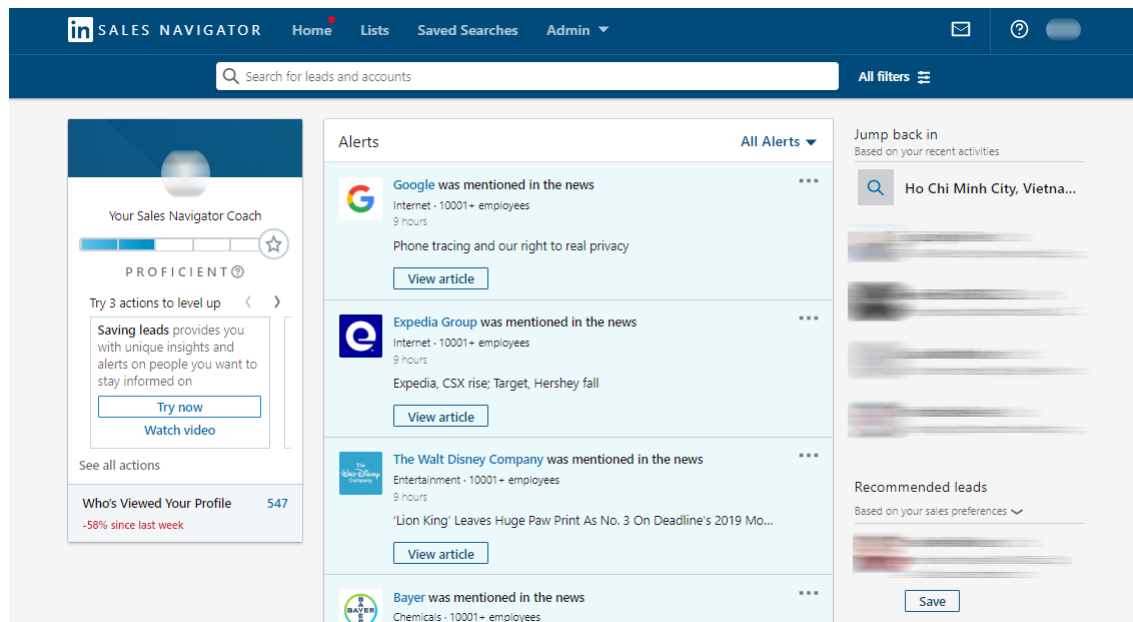 in SALES NAVIGATOR Home Lists Saved Searches Admin
Search for leads and accounts
All filters
Your Sales Navigator Coach
PROFICIENT
Try 3 actions to level up
Saving leads provides you
with unique insights and
alerts on people you want to
stay informed on
Try now
Watch video
See all actions
Who's Viewed Your Profile 547
-58% since last week
Alerts
All Alerts
Google was mentioned in the news
Internet · 10001+ employees
9 hours
Phone tracing and our right to real privacy
View article
Expedia Group was mentioned in the news
Internet · 10001+ employees
9 hours
Expedia, CSX rise; Target, Hershey fall
View article
The Walt Disney Company
The Walt Disney Company was mentioned in the news
Entertainment · 10001+ employees
9 hours
'Lion King' Leaves Huge Paw Print As No. 3 On Deadline's 2019 Mo...
View article
BAYER
Bayer was mentioned in the news
Chemicals · 10001+ employees
Jump back in
Based on your recent activities
Ho Chi Minh City, Vietna...
Recommended leads
Based on your sales preferences
Save